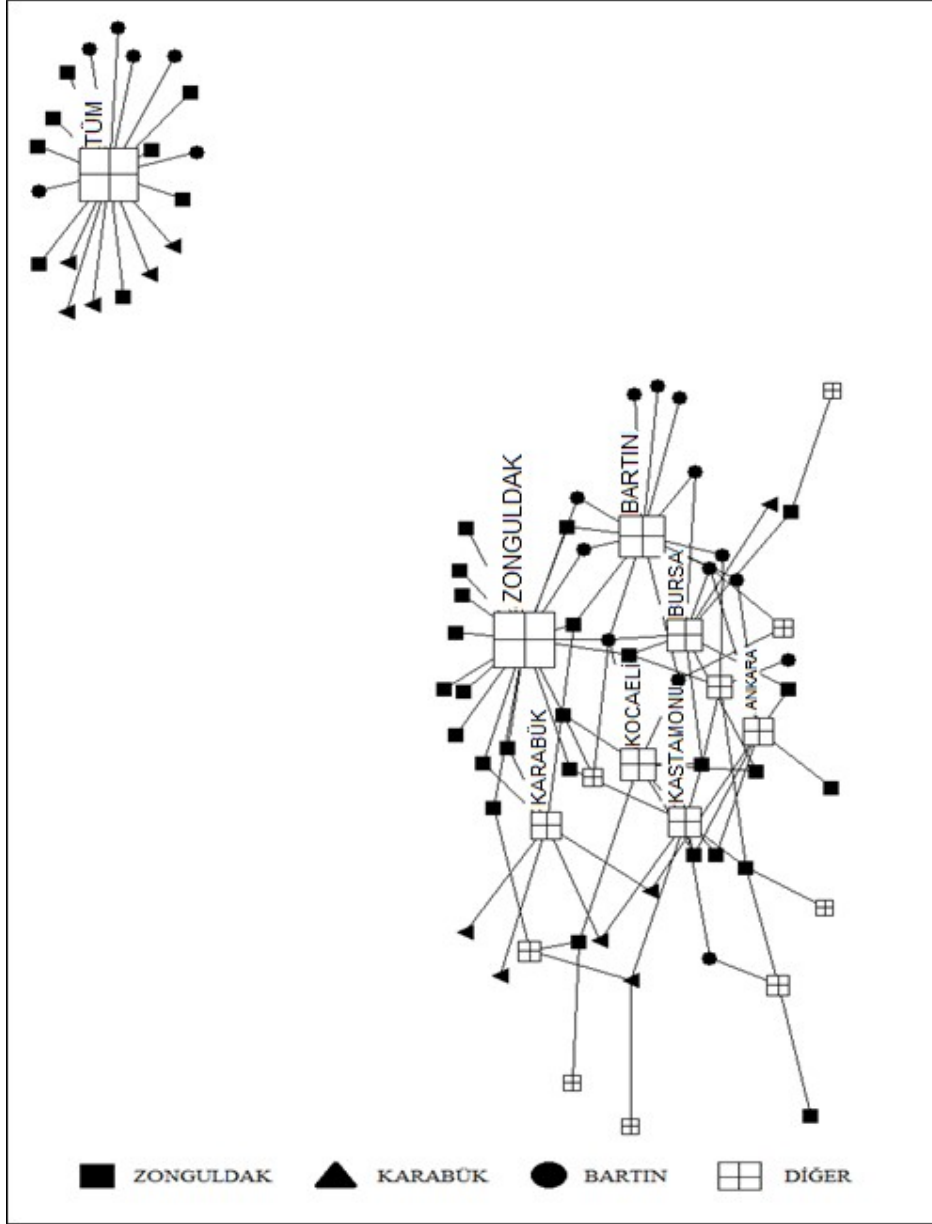 TÜM
ZONGULDAK
BARTIN
BURSA
ANKARA
KOCAELİ
KASTAMONU
KARABÜK
ZONGULDAK KARABÜK BARTIN DİĞER